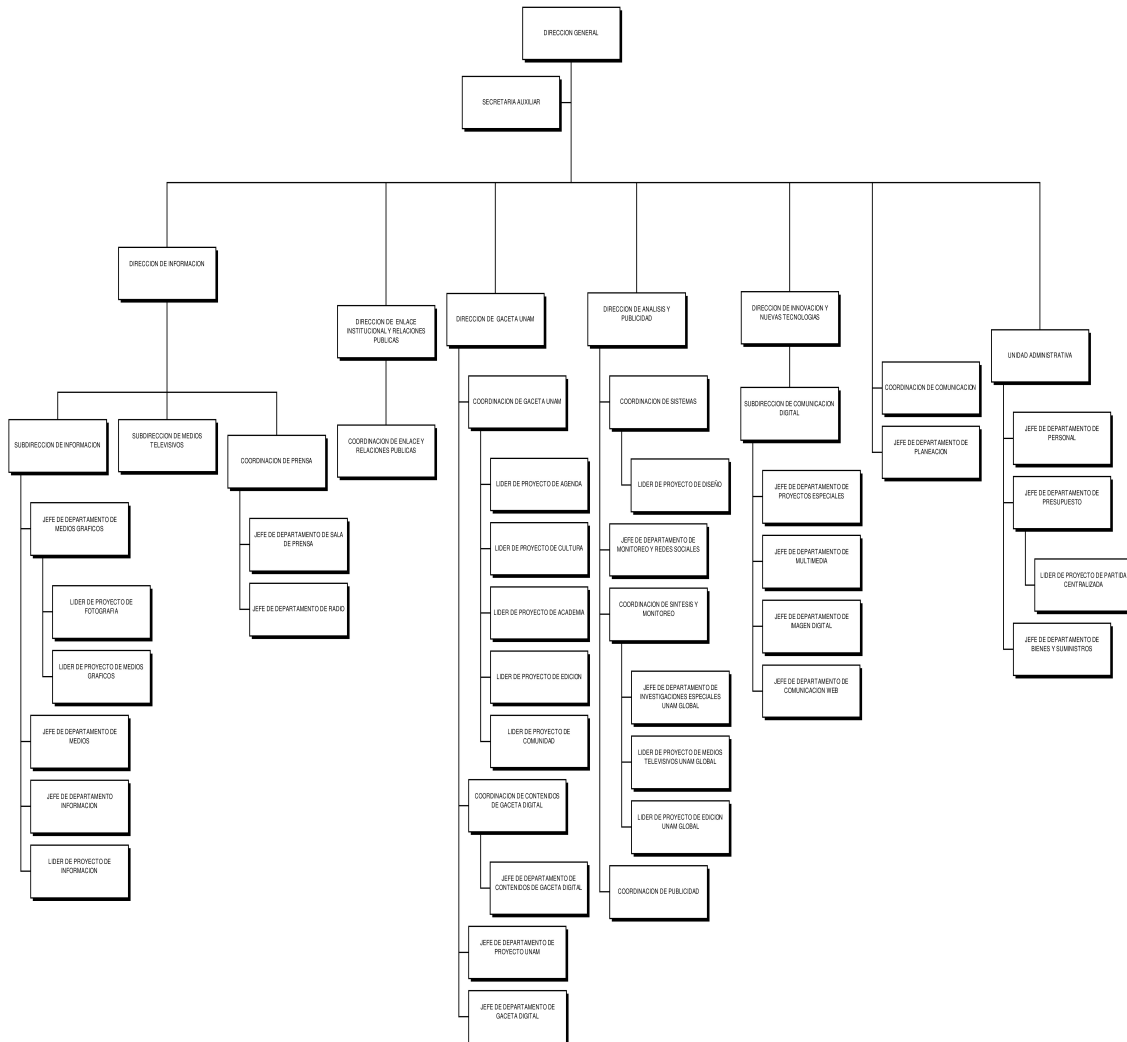 DIRECCION GENERAL
SECRETARIA AUXILIAR
DIRECCION DE INFORMACION
SUBDIRECCION DE INFORMACION
JEFE DE DEPARTAMENTO DE
MEDIOS GRAFICOS
LIDER DE PROYECTO DE
FOTOGRAFIA
LIDER DE PROYECTO DE MEDIOS
GRAFICOS
JEFE DE DEPARTAMENTO DE
MEDIOS
JEFE DE DEPARTAMENTO
INFORMACION
LIDER DE PROYECTO DE
INFORMACION
SUBDIRECCION DE MEDIOS
TELEVISIVOS
COORDINACION DE PRENSA
JEFE DE DEPARTAMENTO DE SALA
DE PRENSA
JEFE DE DEPARTAMENTO DE RADIO
DIRECCION DE ENLACE
INSTITUCIONAL Y RELACIONES
PUBLICAS
COORDINACION DE ENLACE Y
RELACIONES PUBLICAS
DIRECCION DE GACETA UNAM
COORDINACION DE GACETA UNAM
LIDER DE PROYECTO DE AGENDA
LIDER DE PROYECTO DE CULTURA
LIDER DE PROYECTO DE ACADEMIA
LIDER DE PROYECTO DE EDICION
LIDER DE PROYECTO DE
COMUNIDAD
COORDINACION DE CONTENIDOS
DE GACETA DIGITAL
JEFE DE DEPARTAMENTO DE
CONTENIDOS DE GACETA DIGITAL
JEFE DE DEPARTAMENTO DE
PROYECTO UNAM
JEFE DE DEPARTAMENTO DE
GACETA DIGITAL
DIRECCION DE ANALISIS Y
PUBLICIDAD
COORDINACION DE SISTEMAS
LIDER DE PROYECTO DE DISEÑO
JEFE DE DEPARTAMENTO DE
MONITOREO Y REDES SOCIALES
COORDINACION DE SINTESIS Y
MONITOREO
JEFE DE DEPARTAMENTO DE
INVESTIGACIONES ESPECIALES
UNAM GLOBAL
LIDER DE PROYECTO DE MEDIOS
TELEVISIVOS UNAM GLOBAL
LIDER DE PROYECTO DE EDICION
UNAM GLOBAL
COORDINACION DE PUBLICIDAD
DIRECCION DE INNOVACION Y
NUEVAS TECNOLOGIAS
SUBDIRECCION DE COMUNICACION
DIGITAL
JEFE DE DEPARTAMENTO DE
PROYECTOS ESPECIALES
JEFE DE DEPARTAMENTO DE
MULTIMEDIA
JEFE DE DEPARTAMENTO DE
IMAGEN DIGITAL
JEFE DE DEPARTAMENTO DE
COMUNICACION WEB
COORDINACION DE COMUNICACION
JEFE DE DEPARTAMENTO DE
PLANEACION
UNIDAD ADMINISTRATIVA
JEFE DE DEPARTAMENTO DE
PERSONAL
JEFE DE DEPARTAMENTO DE
PRESUPUESTO
LIDER DE PROYECTO DE PARTIDA
CENTRALIZADA
JEFE DE DEPARTAMENTO DE
BIENES Y SUMINISTROS